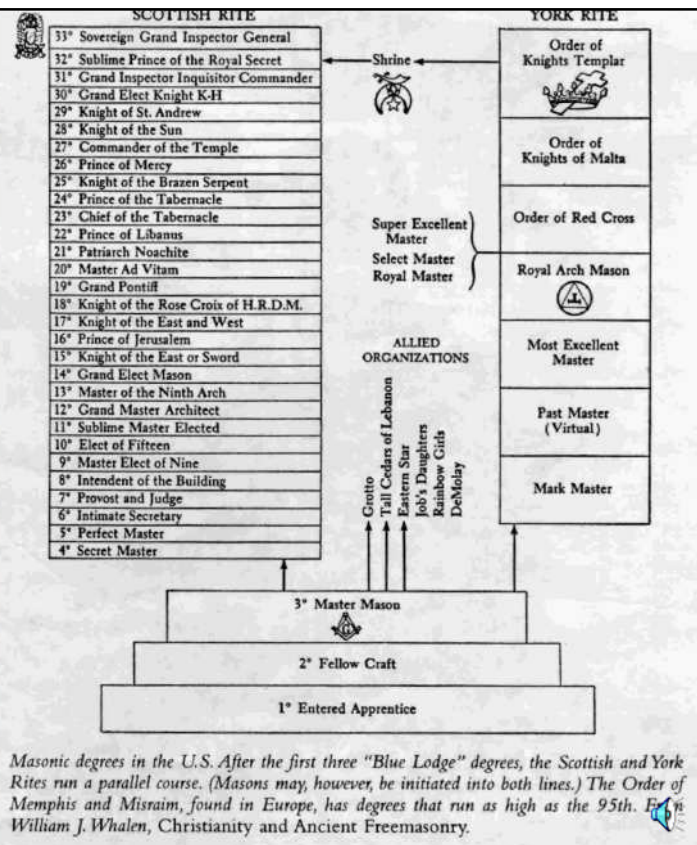 SCOTTISH RITE
33° Sovereign Grand Inspector General
32° Sublime Prince of the Royal Secret
31° Grand Inspector Inquisitor Commander
30° Grand Elect Knight K-H
29° Knight of St. Andrew
28° Knight of the Sun
27° Commander of the Temple
26° Prince of Mercy
25° Knight of the Brazen Serpent
24° Prince of the Tabernacle
23° Chief of the Tabernacle
22° Prince of Libanus
21° Patriarch Noachite
20° Master Ad Vitam
19° Grand Pontiff
18° Knight of the Rose Croix of H.R.D.M.
17° Knight of the East and West
16° Prince of Jerusalem
15° Knight of the East or Sword
14° Grand Elect Mason
13° Master of the Ninth Arch
12° Grand Master Architect
11° Sublime Master Elected
10° Elect of Fifteen
9° Master Elect of Nine
8° Intendent of the Building
7° Provost and Judge
6° Intimate Secretary
5° Perfect Master
4° Secret Master
Shrine
Super Excellent
Master
Select Master
Royal Master
ALLIED
ORGANIZATIONS
Grotto
Tall Cedars of Lebanon
Eastern Star
Job's Daughters
Rainbow Girls
DeMolay
YORK RITE
Order of
Knights Templar
Order of
Knights of Malta
Order of Red Cross
Royal Arch Mason
Most Excellent
Master
Past Master
(Virtual)
Mark Master
3° Master Mason
G
2° Fellow Craft
1° Entered Apprentice
Masonic degrees in the U.S. After the first three "Blue Lodge" degrees, the Scottish and York
Rites run a parallel course. (Masons may, however, be initiated into both lines.) The Order of
Memphis and Misraim, found in Europe, has degrees that run as high as the 95th.
William J. Whalen, Christianity and Ancient Freemasonry.